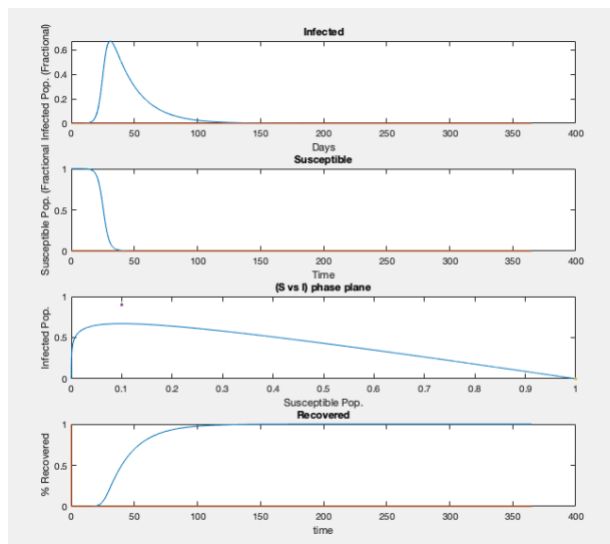 Infected
Infected Pop. (Fractional)
0.6
0.4
0.2
0
0 50 100 150 200 250 300 350 400
Days
Susceptible
Susceptible Pop. (Fractional
1
0.5
0
0 50 100 150 200 250 300 350 400
Time
(S vs I) phase plane
Infected Pop.
1
0.5
0
0 0.1 0.2 0.3 0.4 0.5 0.6 0.7 0.8 0.9 1
Susceptible Pop.
Recovered
% Recovered
1
0.5
0
0 50 100 150 200 250 300 350 400
time